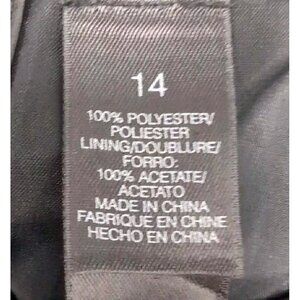 14
100% POLYESTER/
POLIESTER
LINING/DOUBLURE/
FORRO:
100% ACETATE/
ACETATO
MADE IN CHINA
FABRIQUE EN CHINE
HECHO EN CHINA